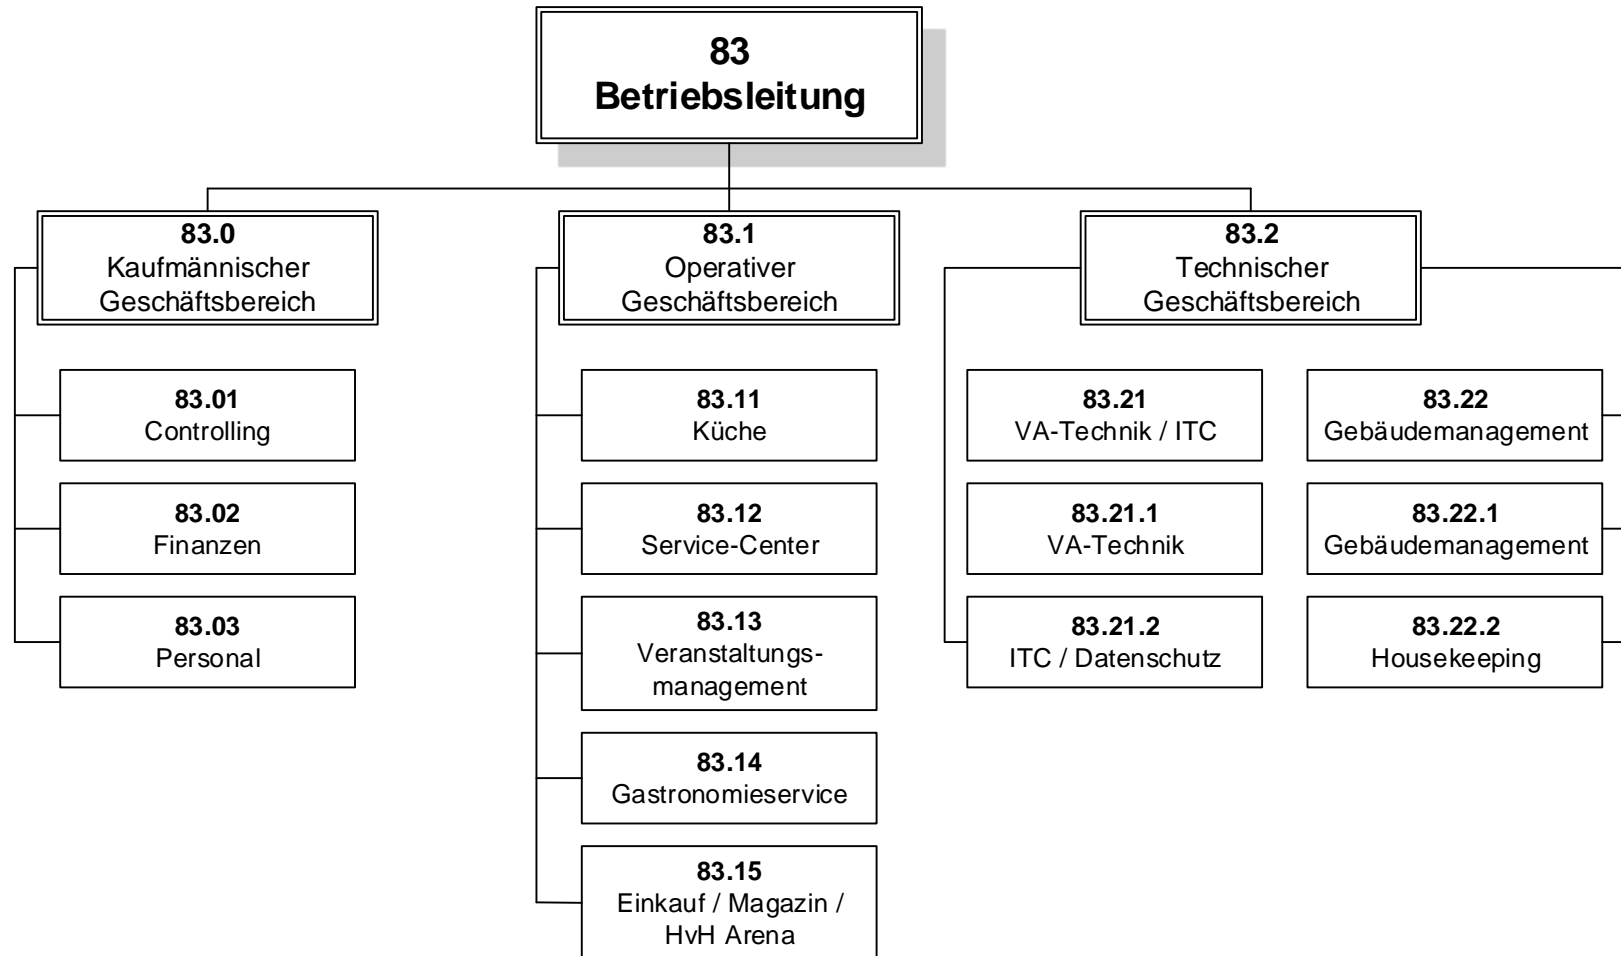 83
Betriebsleitung
83.0
Kaufmännischer
Geschäftsbereich
83.1
Operativer
Geschäftsbereich
83.2
Technischer
Geschäftsbereich
83.01
Controlling
83.02
Finanzen
83.03
Personal
83.11
Küche
83.12
Service-Center
83.13
Veranstaltungs-
management
83.14
Gastronomieservice
83.15
Einkauf / Magazin /
HvH Arena
83.21
VA-Technik / ITC
83.21.1
VA-Technik
83.21.2
ITC / Datenschutz
83.22
Gebäudemanagement
83.22.1
Gebäudemanagement
83.22.2
Housekeeping